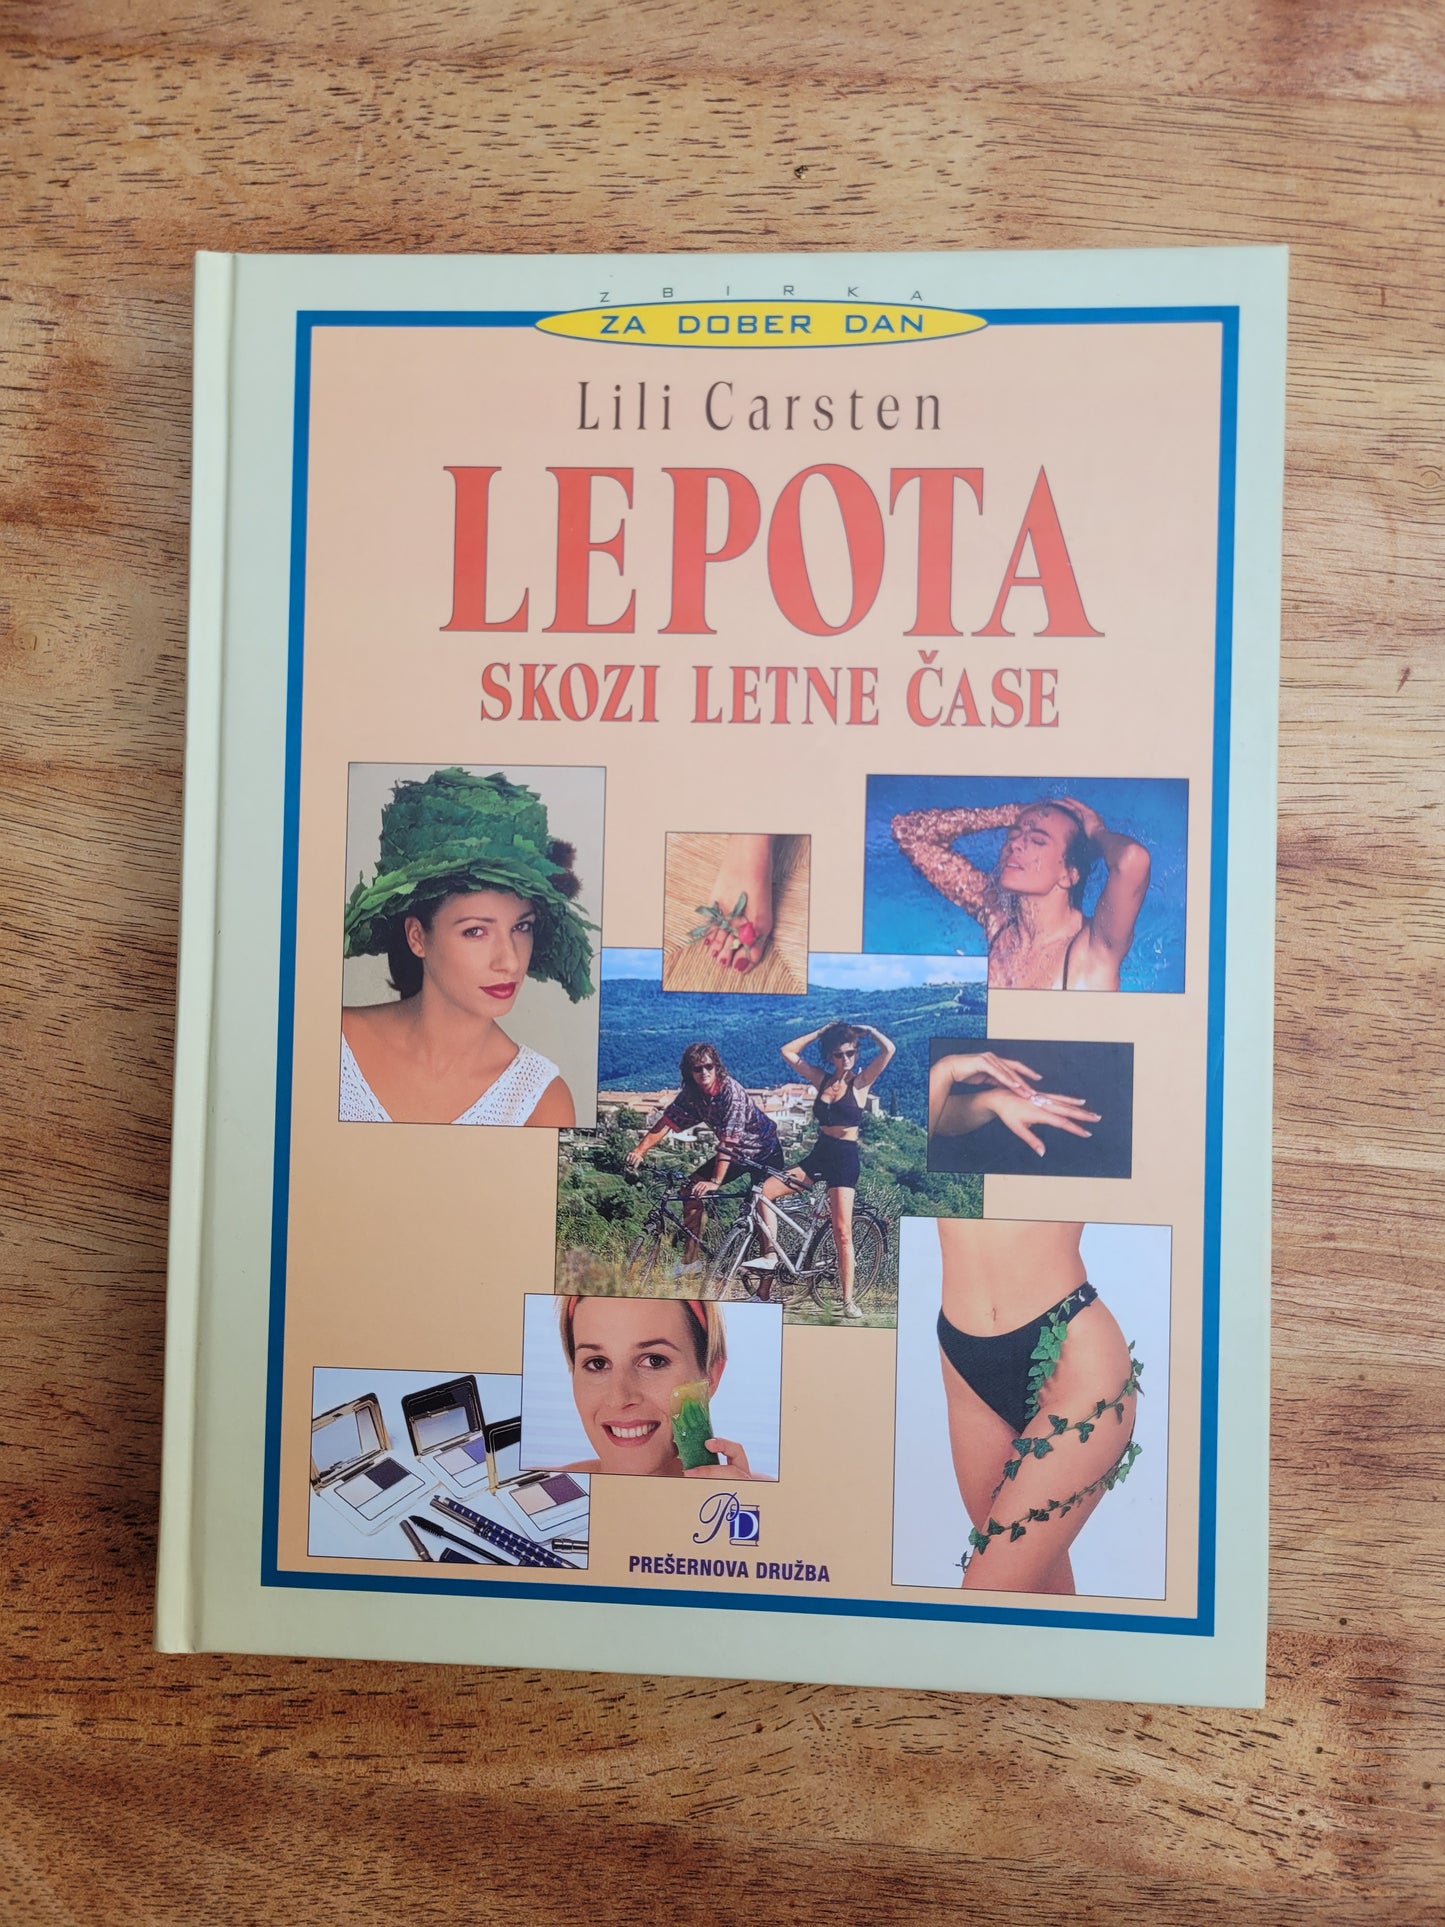 ZBIRKA
ZA DOBER DAN
Lili Carsten
LEPOTA
SKOZI LETNE ČASE
PD
PREŠERNOVA DRUŽBA